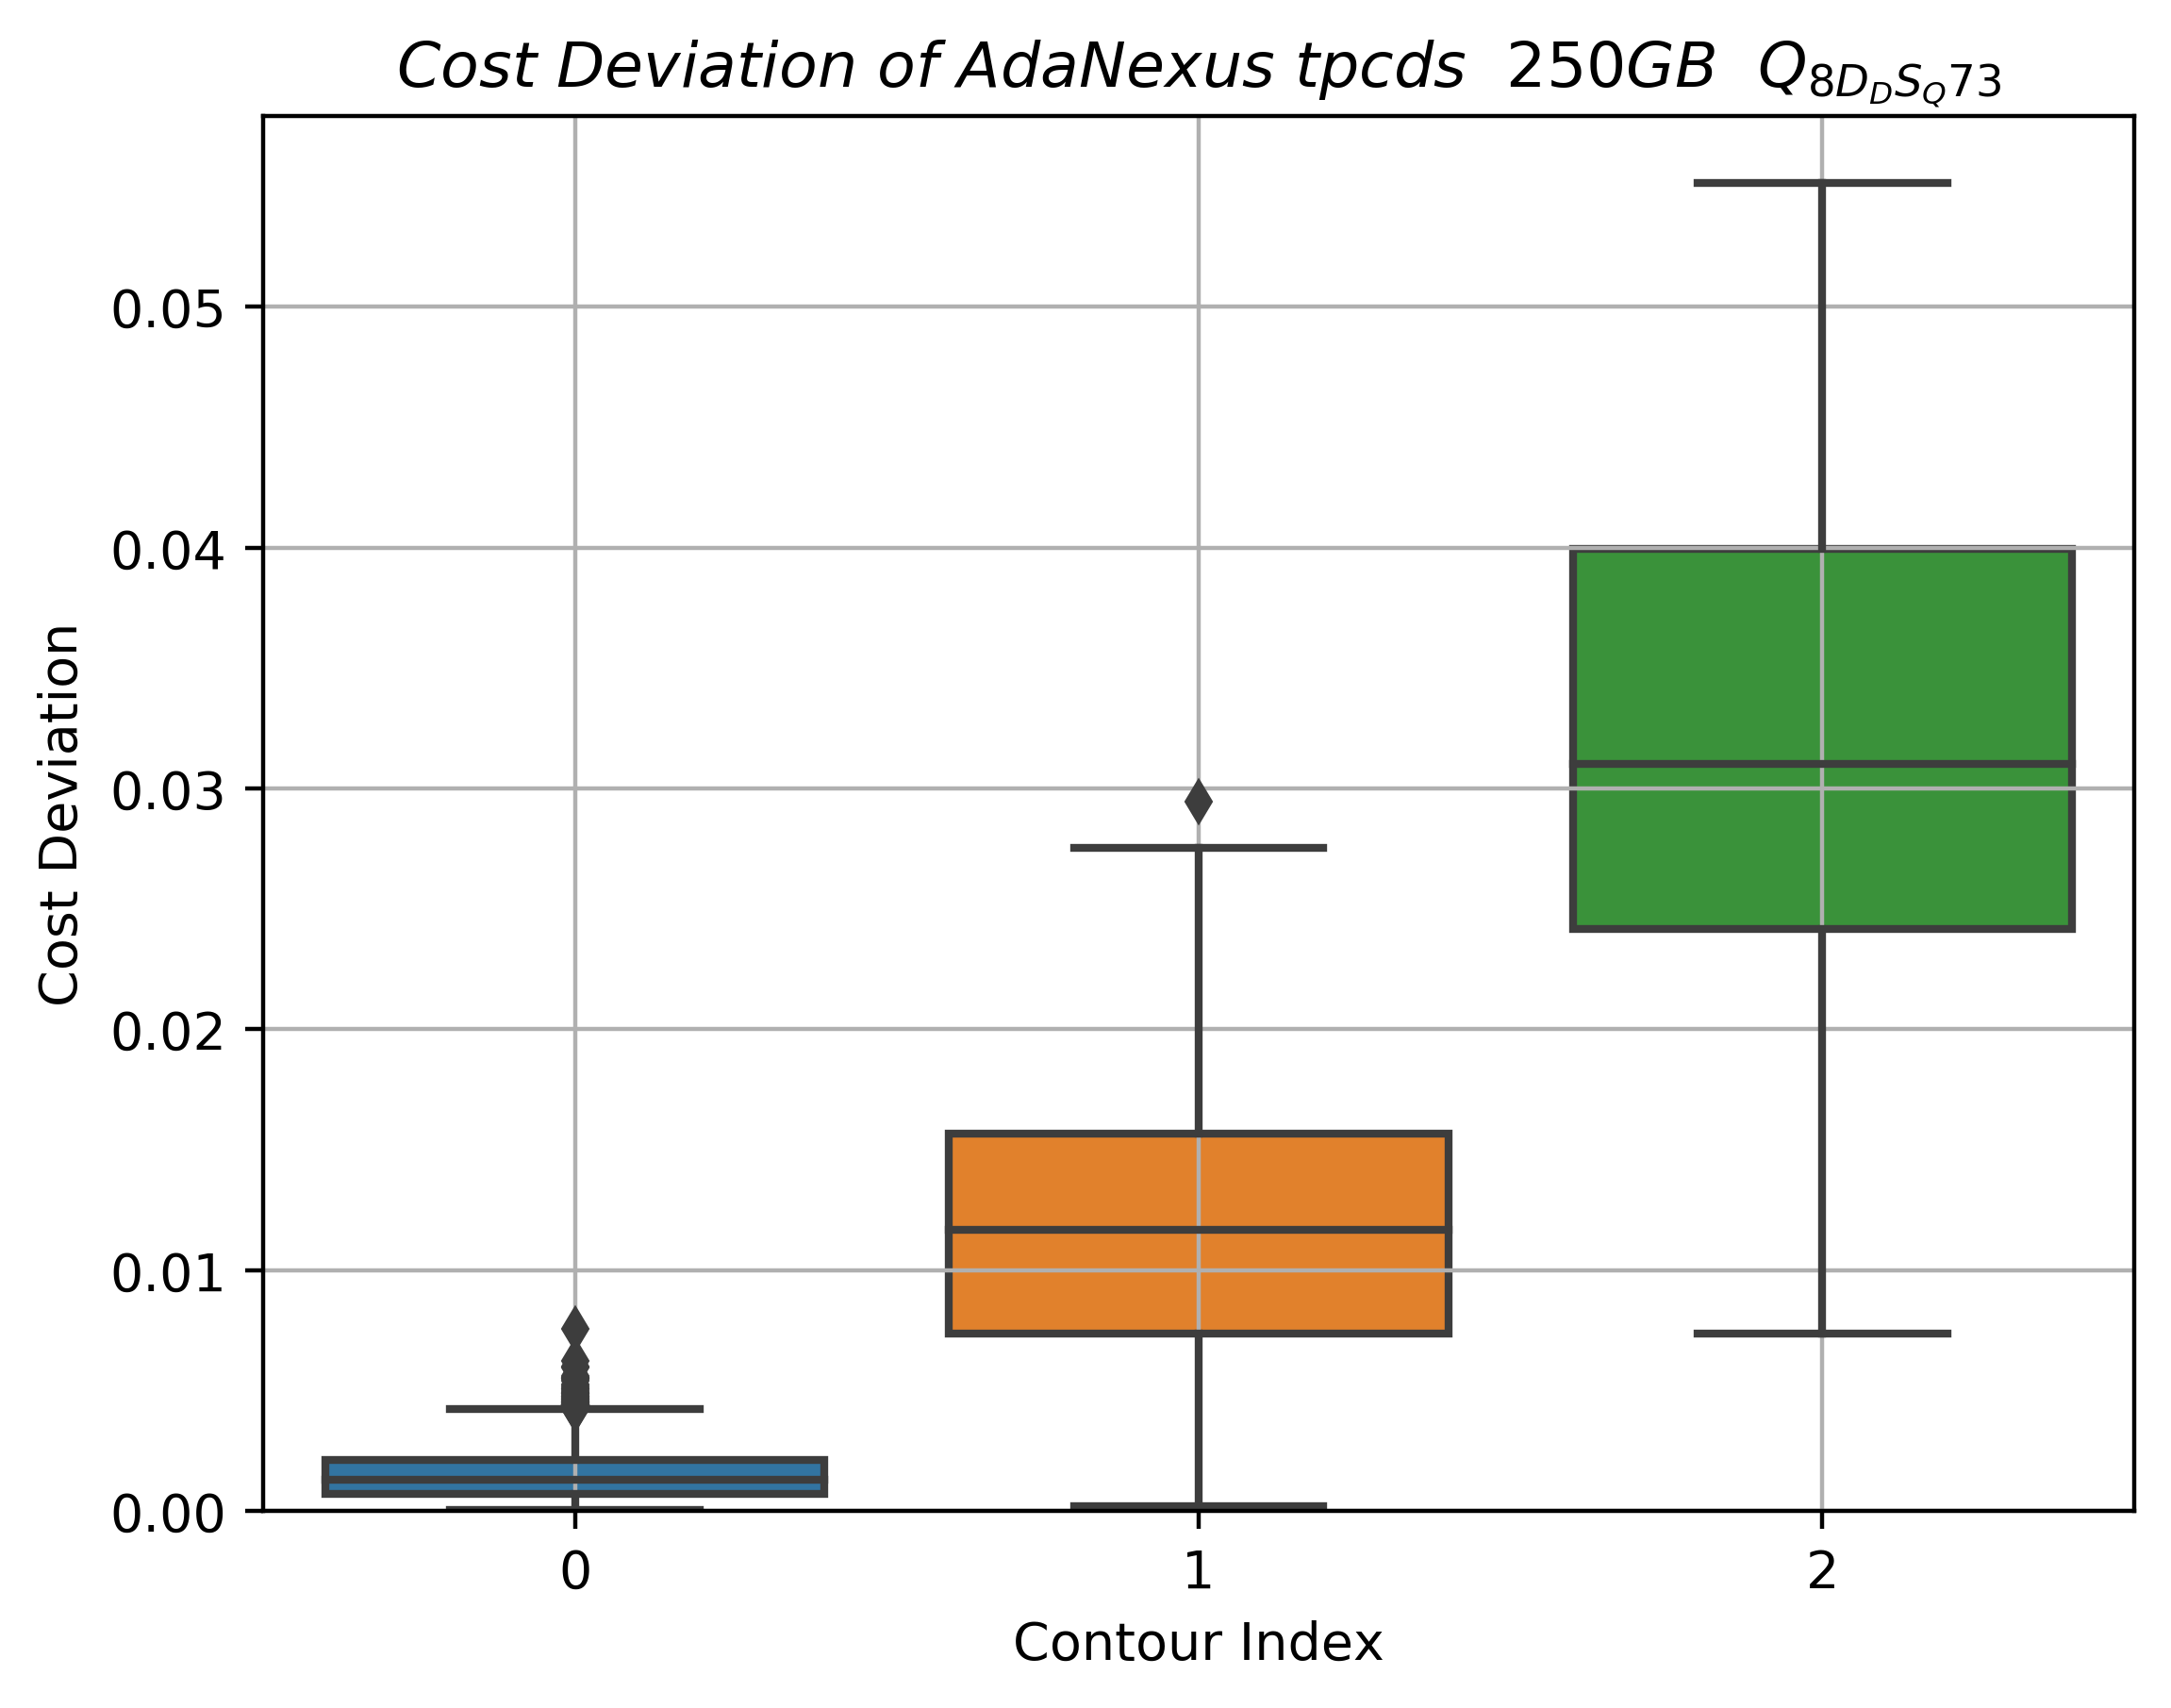 Cost Deviation of AdaNexus tpcds 250GB Q8DDSQ73
0.05
0.04
0.03
0.02
0.01
0.00
Cost Deviation
0 1 2
Contour Index